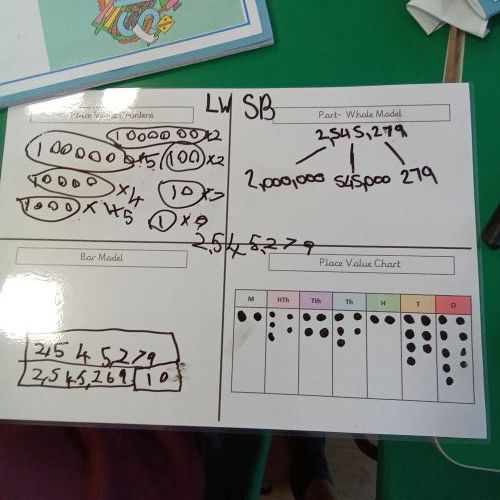 LW SB
Place Value Counters
1000000 x2
100000 x5
100 x2
10000 x4
10 x7
1000 x 5
1 x 9
Part- Whole Model
2,545,279
2,000,000 545,000 279
2,545,279
Bar Model
2,545,279
2,545,269 10
Place Value Chart
M HTh Tth Th H T O